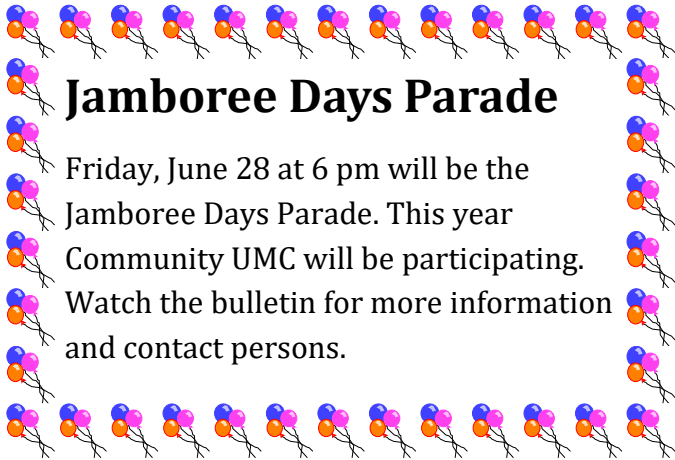 Jamboree Days Parade
Friday, June 28 at 6 pm will be the
Jamboree Days Parade. This year
Community UMC will be participating.
Watch the bulletin for more information
and contact persons.